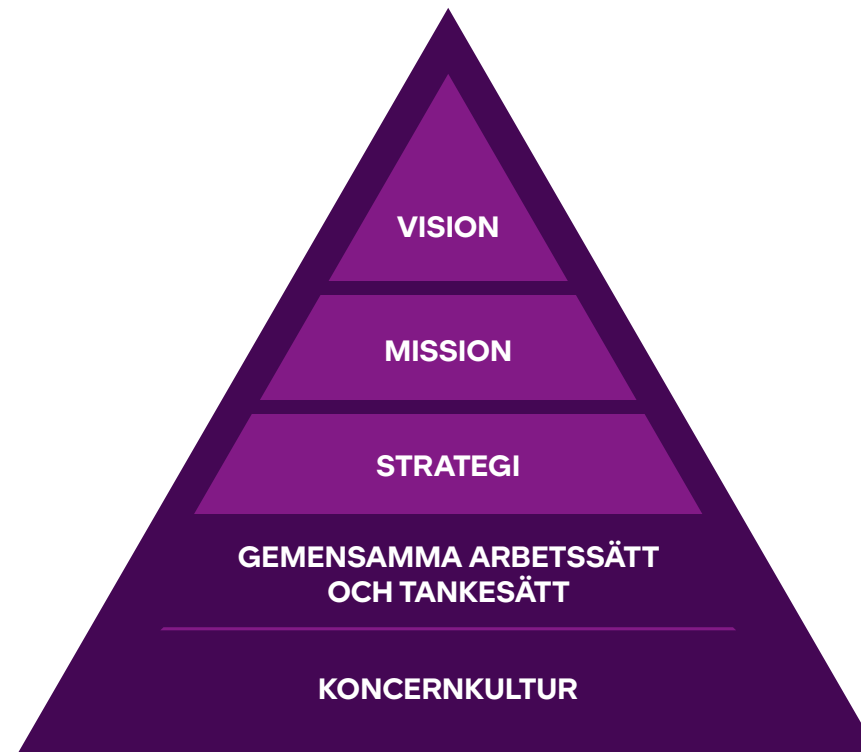 VISION
MISSION
STRATEGI
GEMENSAMMA ARBETSSÄTT
OCH TANKESÄTT
KONCERNKULTUR